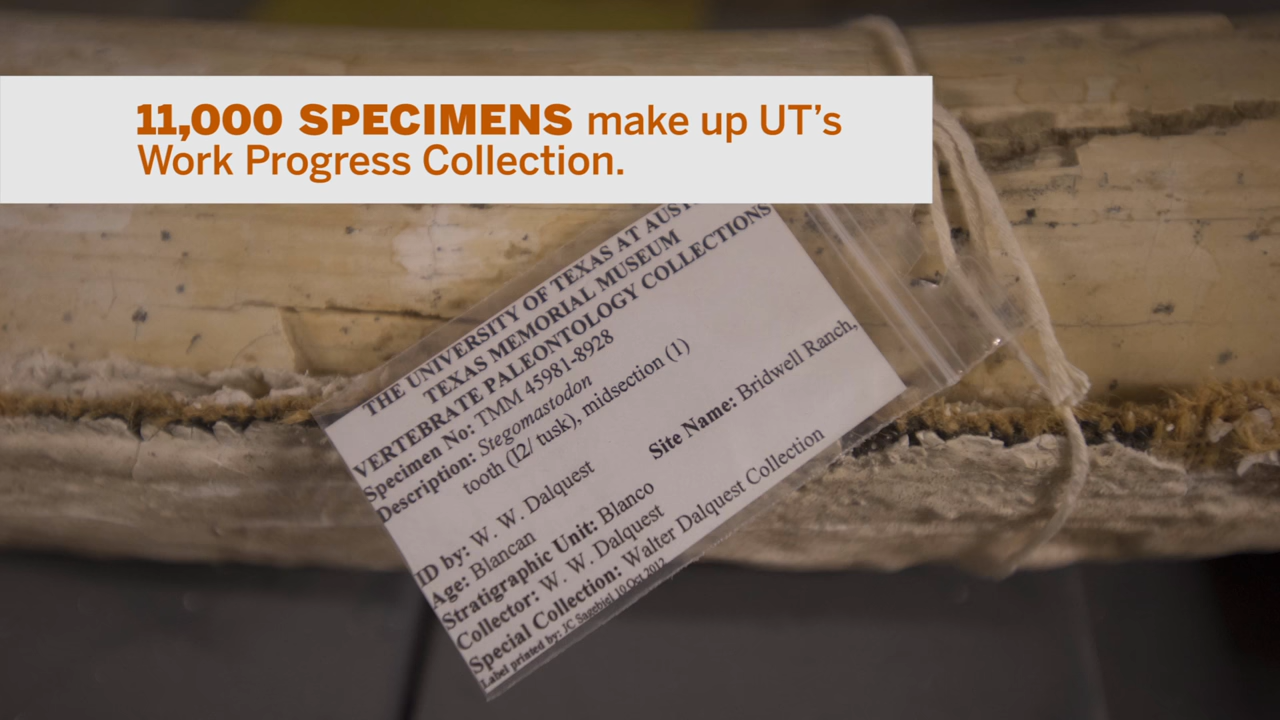 11,000 SPECIMENS make up UT's
Work Progress Collection.
THE UNIVERSITY OF TEXAS AT
TEXAS MEMORIAL MUSEUM
VERTEBRATE PALEONTOLOGY COLLECTIONS
Specimen No: TMM 45981-8928
Description: Stegomastodon
tooth (I2/ tusk), midsection (1)
Site Name: Bridwell Ranch,
ID by: W. W. Dalquest
Age: Blancan
Stratigraphic Unit: Blanco
Collector: W. W. Dalquest
Special Collection: Walter Dalquest Collection
Label printed by: JC Sagebiel 10 Oct 2012